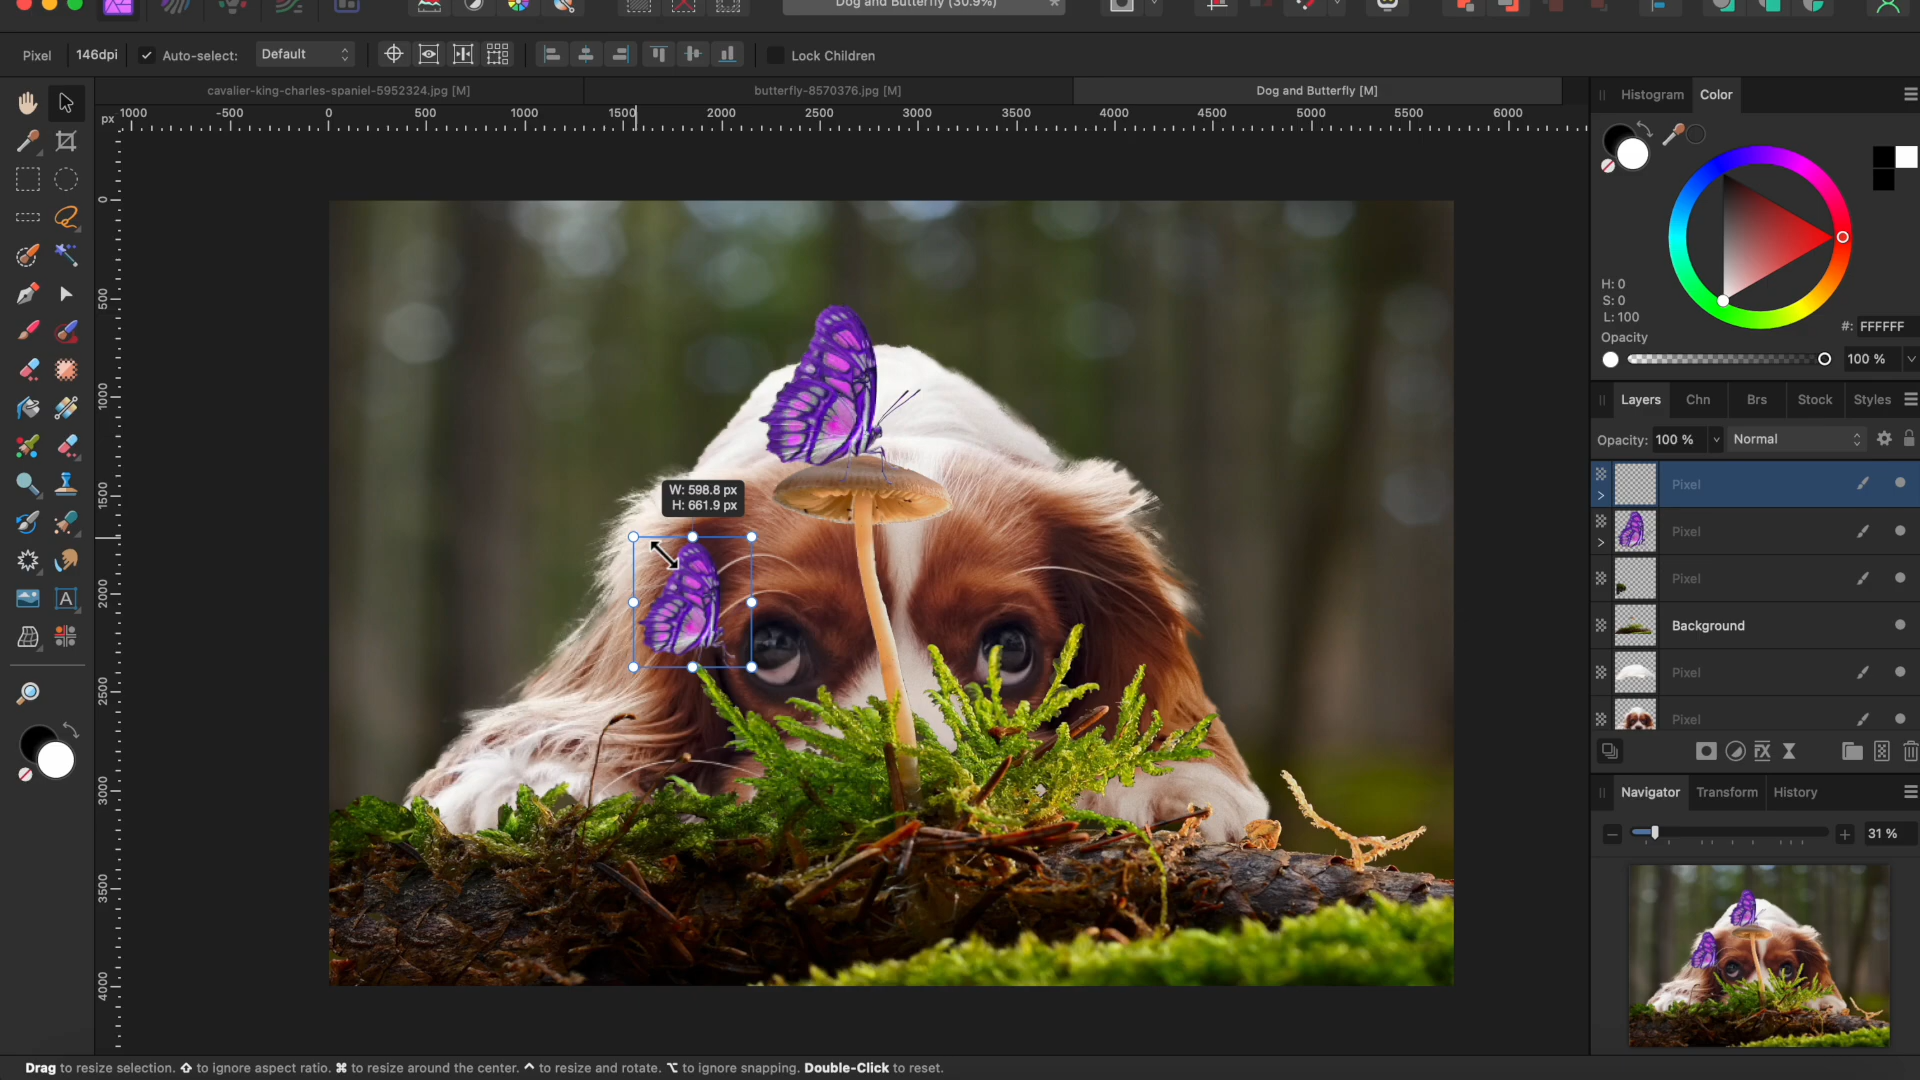 Dog and Butterfly (30.9%)
Pixel 146dpi Auto-select: Default Lock Children
cavalier-king-charles-spaniel-5952324.jpg [M] butterfly-8570376.jpg [M] Dog and Butterfly [M]
px 1000 -500 0 500 1000 1500 2000 2500 3000 3500 4000 4500 5000 5500 6000
0
500
1000
1500
2000
2500
3000
3500
4000
W: 598.8 px
H: 661.9 px
Histogram Color
H: 0
S: 0
L: 100
#: FFFFFF
Opacity
100 %
Layers Chn Brs Stock Styles
Opacity: 100 % Normal
Pixel
Pixel
Pixel
Background
Pixel
Pixel
Navigator Transform History
31 %
Drag to resize selection. ⇧ to ignore aspect ratio. ⌘ to resize around the center. ^ to resize and rotate. ⌥ to ignore snapping. Double-Click to reset.